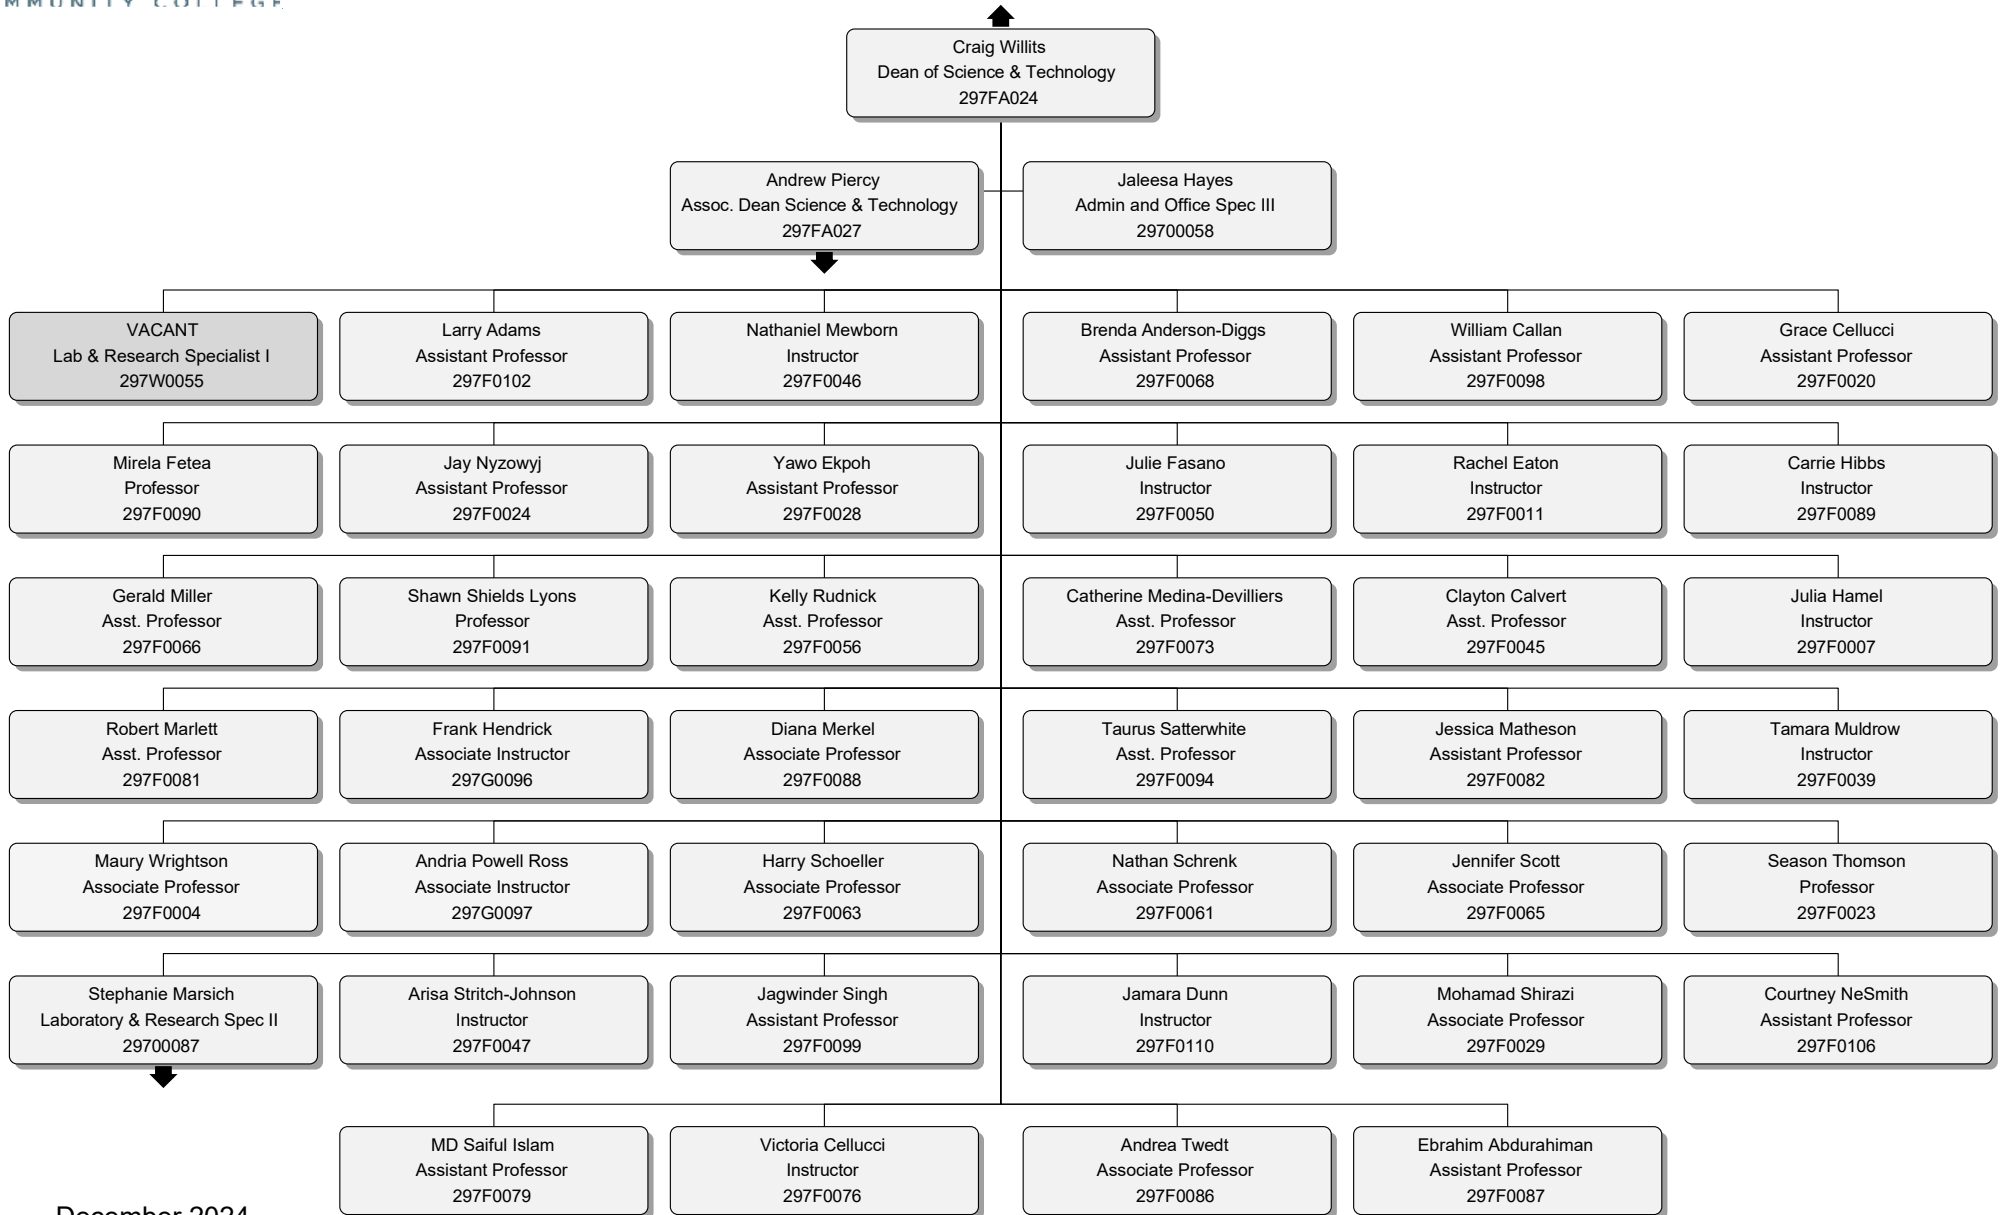 COMMUNITY COLLEGE
Craig Willits
Dean of Science & Technology
297FA024
Andrew Piercy
Assoc. Dean Science & Technology
297FA027
Jaleesa Hayes
Admin and Office Spec III
29700058
VACANT
Lab & Research Specialist I
297W0055
Larry Adams
Assistant Professor
297F0102
Nathaniel Mewborn
Instructor
297F0046
Brenda Anderson-Diggs
Assistant Professor
297F0068
William Callan
Assistant Professor
297F0098
Grace Cellucci
Assistant Professor
297F0020
Mirela Fetea
Professor
297F0090
Jay Nyzowyj
Assistant Professor
297F0024
Yawo Ekpoh
Assistant Professor
297F0028
Julie Fasano
Instructor
297F0050
Rachel Eaton
Instructor
297F0011
Carrie Hibbs
Instructor
297F0089
Gerald Miller
Asst. Professor
297F0066
Shawn Shields Lyons
Professor
297F0091
Kelly Rudnick
Asst. Professor
297F0056
Catherine Medina-Devilliers
Asst. Professor
297F0073
Clayton Calvert
Asst. Professor
297F0045
Julia Hamel
Instructor
297F0007
Robert Marlett
Asst. Professor
297F0081
Frank Hendrick
Associate Instructor
297G0096
Diana Merkel
Associate Professor
297F0088
Taurus Satterwhite
Asst. Professor
297F0094
Jessica Matheson
Assistant Professor
297F0082
Tamara Muldrow
Instructor
297F0039
Maury Wrightson
Associate Professor
297F0004
Andria Powell Ross
Associate Instructor
297G0097
Harry Schoeller
Associate Professor
297F0063
Nathan Schrenk
Associate Professor
297F0061
Jennifer Scott
Associate Professor
297F0065
Season Thomson
Professor
297F0023
Stephanie Marsich
Laboratory & Research Spec II
29700087
Arisa Stritch-Johnson
Instructor
297F0047
Jagwinder Singh
Assistant Professor
297F0099
Jamara Dunn
Instructor
297F0110
Mohamad Shirazi
Associate Professor
297F0029
Courtney NeSmith
Assistant Professor
297F0106
MD Saiful Islam
Assistant Professor
297F0079
Victoria Cellucci
Instructor
297F0076
Andrea Twedt
Associate Professor
297F0086
Ebrahim Abdurahiman
Assistant Professor
297F0087
December 2024